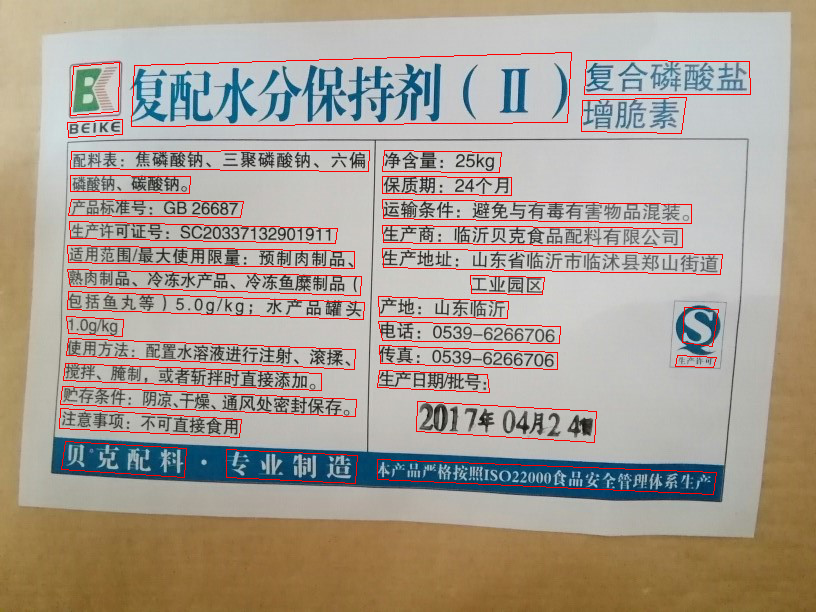 BEIKE
复配水分保持剂（Ⅱ）
复合磷酸盐
增脆素
配料表：焦磷酸钠、三聚磷酸钠、六偏
磷酸钠、碳酸钠。
产品标准号：GB 26687
生产许可证号：SC20337132901911
适用范围/最大使用限量：预制肉制品、
熟肉制品、冷冻水产品、冷冻鱼糜制品（
包括鱼丸等）5.0g/kg；水产品罐头
1.0g/kg
使用方法：配置水溶液进行注射、滚揉、
搅拌、腌制，或者斩拌时直接添加。
贮存条件：阴凉、干燥、通风处密封保存。
注意事项：不可直接食用
净含量：25kg
保质期：24个月
运输条件：避免与有毒有害物品混装。
生产商：临沂贝克食品配料有限公司
生产地址：山东省临沂市临沭县郑山街道
工业园区
产地：山东临沂
电话：0539-6266706
传真：0539-6266706
生产日期/批号：
2017年 04月24日
生产许可
贝克配料·专业制造
本产品严格按照ISO22000食品安全管理体系生产